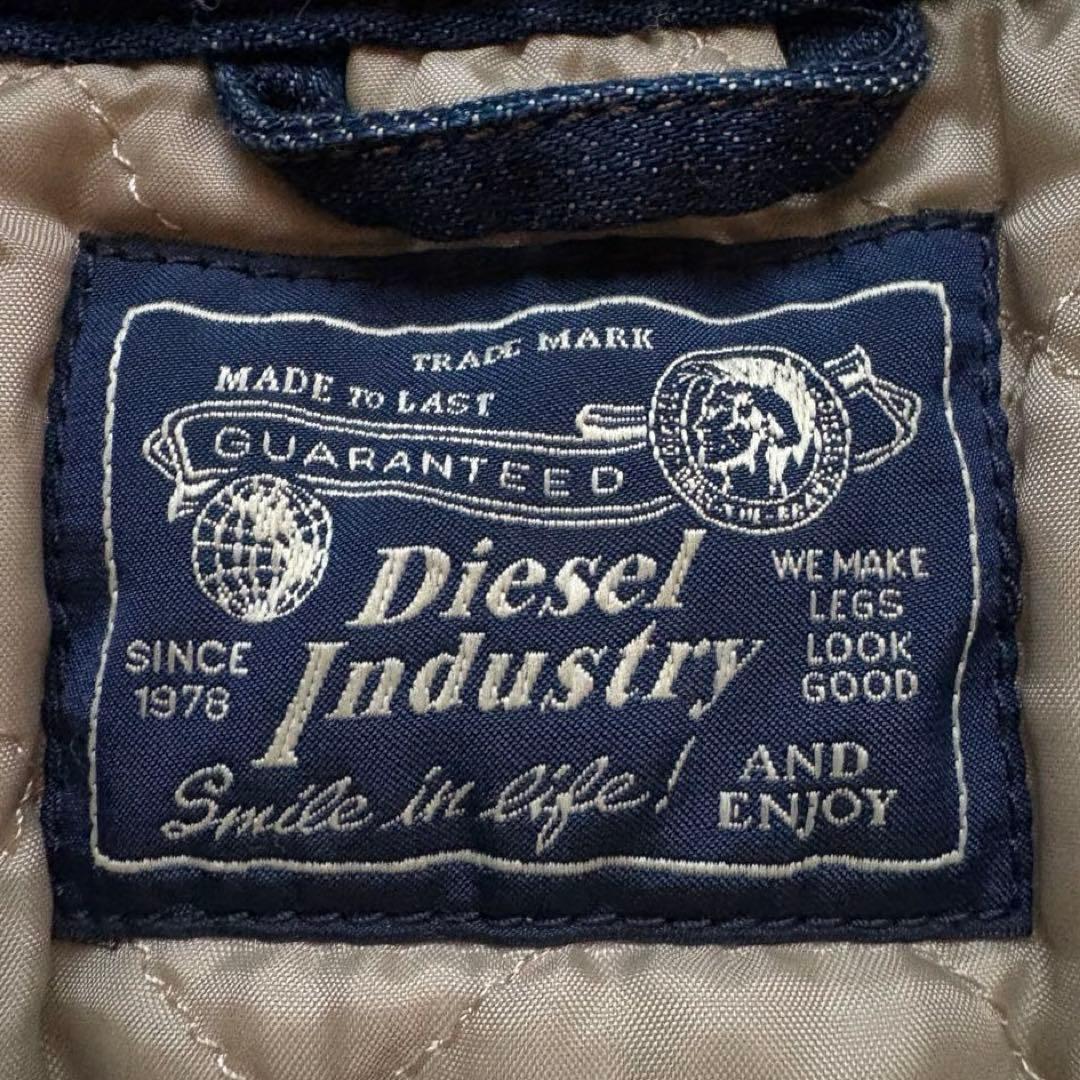 TRADE MARK
MADE TO LAST
GUARANTEED
Diesel
Industry
SINCE
1978
WE MAKE
LEGS
LOOK
GOOD
Smile in life!
AND
ENJOY